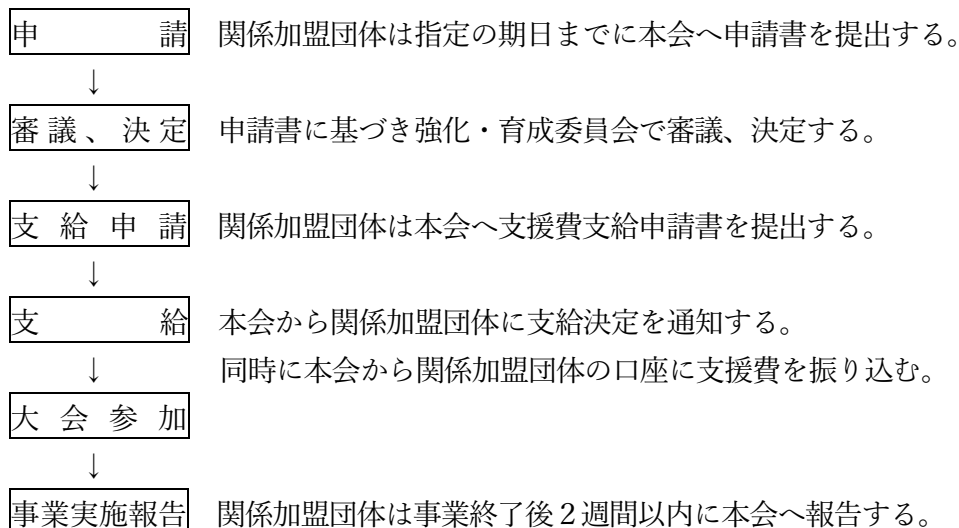 申請 関係加盟団体は指定の期日までに本会へ申請書を提出する。
↓
審議、決定 申請書に基づき強化・育成委員会で審議、決定する。
↓
支給申請 関係加盟団体は本会へ支援費支給申請書を提出する。
↓
支給 本会から関係加盟団体に支給決定を通知する。
↓ 同時に本会から関係加盟団体の口座に支援費を振り込む。
大会参加
↓
事業実施報告 関係加盟団体は事業終了後2週間以内に本会へ報告する。